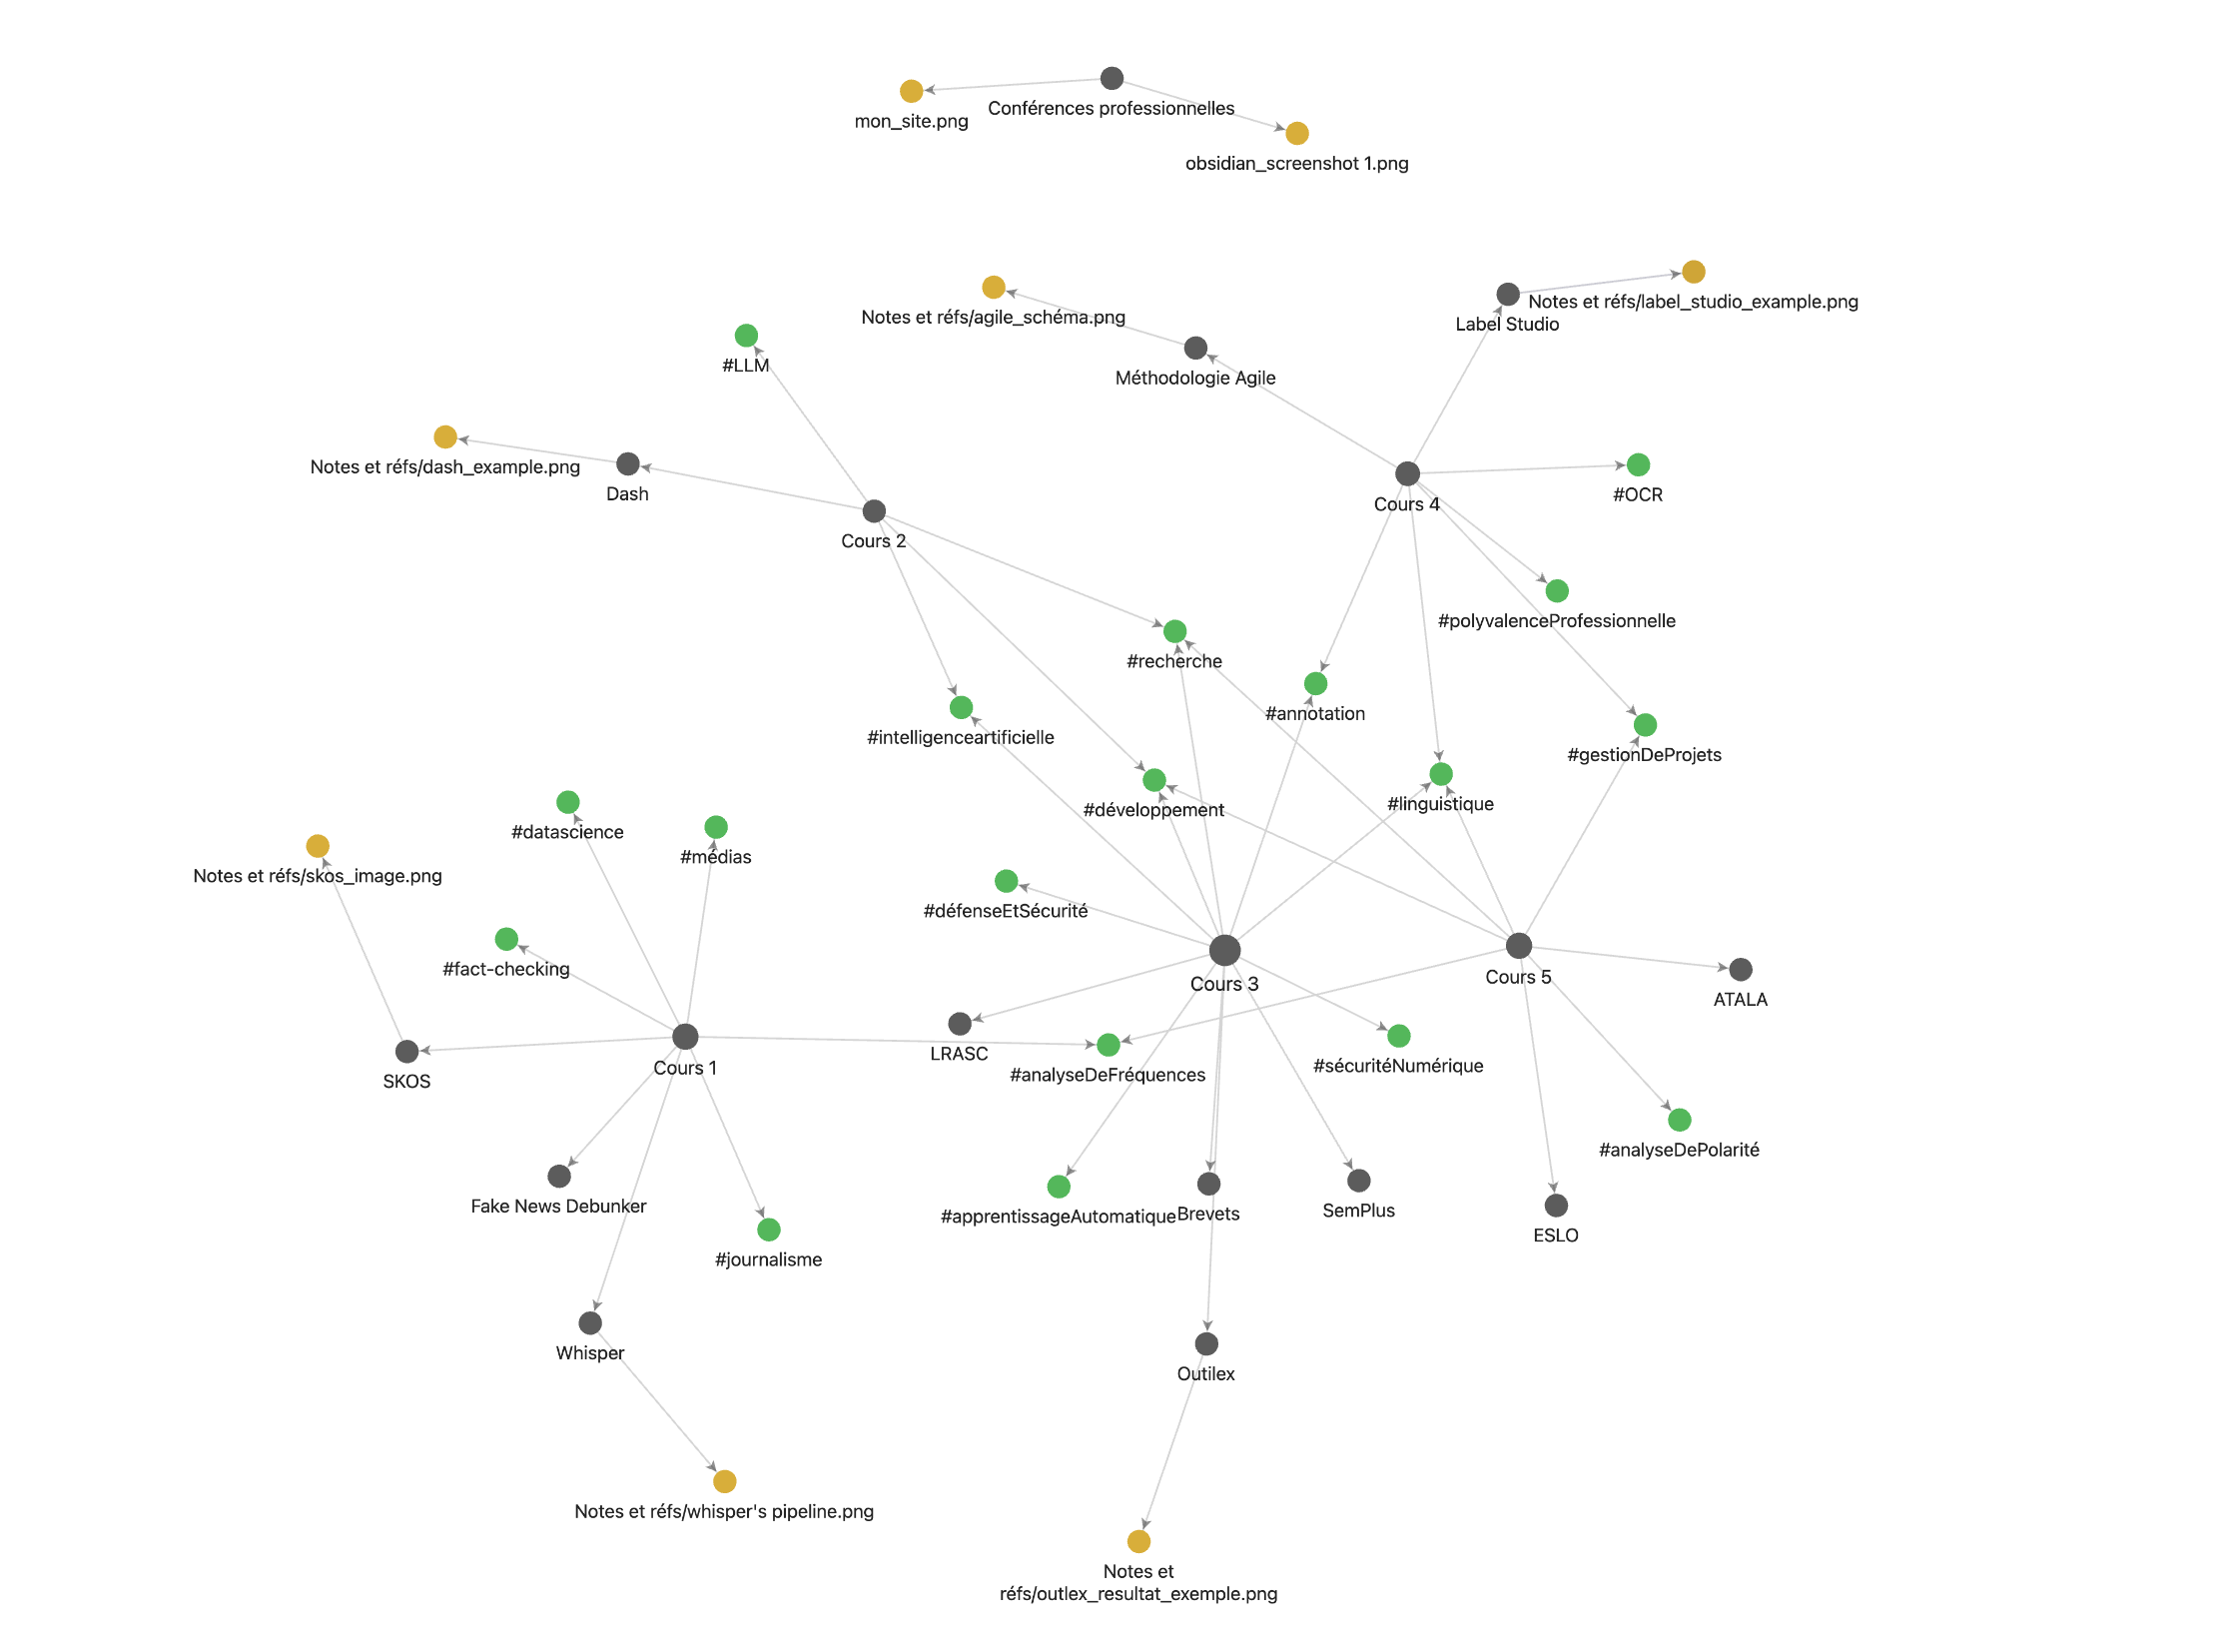 Conférences professionnelles
mon_site.png
obsidian_screenshot 1.png
Notes et réfs/label_studio_example.png
Notes et réfs/agile_schéma.png
Label Studio
#LLM
Méthodologie Agile
Notes et réfs/dash_example.png
Dash
#OCR
Cours 4
Cours 2
#polyvalenceProfessionnelle
#recherche
#annotation
#intelligenceartificielle
#gestionDeProjets
#linguistique
#développement
#datascience
#médias
Notes et réfs/skos_image.png
#défenseEtSécurité
#fact-checking
Cours 5
Cours 3
ATALA
LRASC
#sécuritéNumérique
Cours 1
#analyseDeFréquences
SKOS
#analyseDePolarité
Fake News Debunker
SemPlus
Brevets
#apprentissageAutomatique
ESLO
#journalisme
Whisper
Outilex
Notes et réfs/whisper's pipeline.png
Notes et
réfs/outlex_resultat_exemple.png